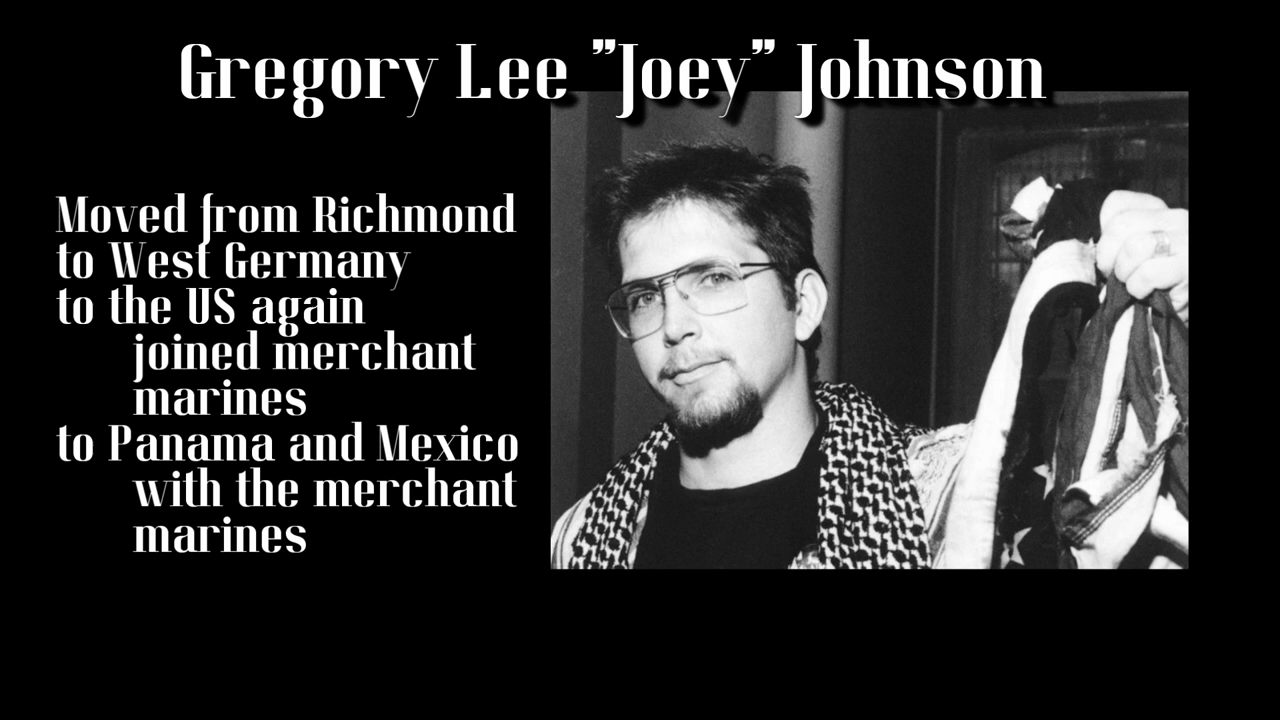 Gregory Lee "Joey" Johnson
Moved from Richmond
to West Germany
to the US again
joined merchant
marines
to Panama and Mexico
with the merchant
marines